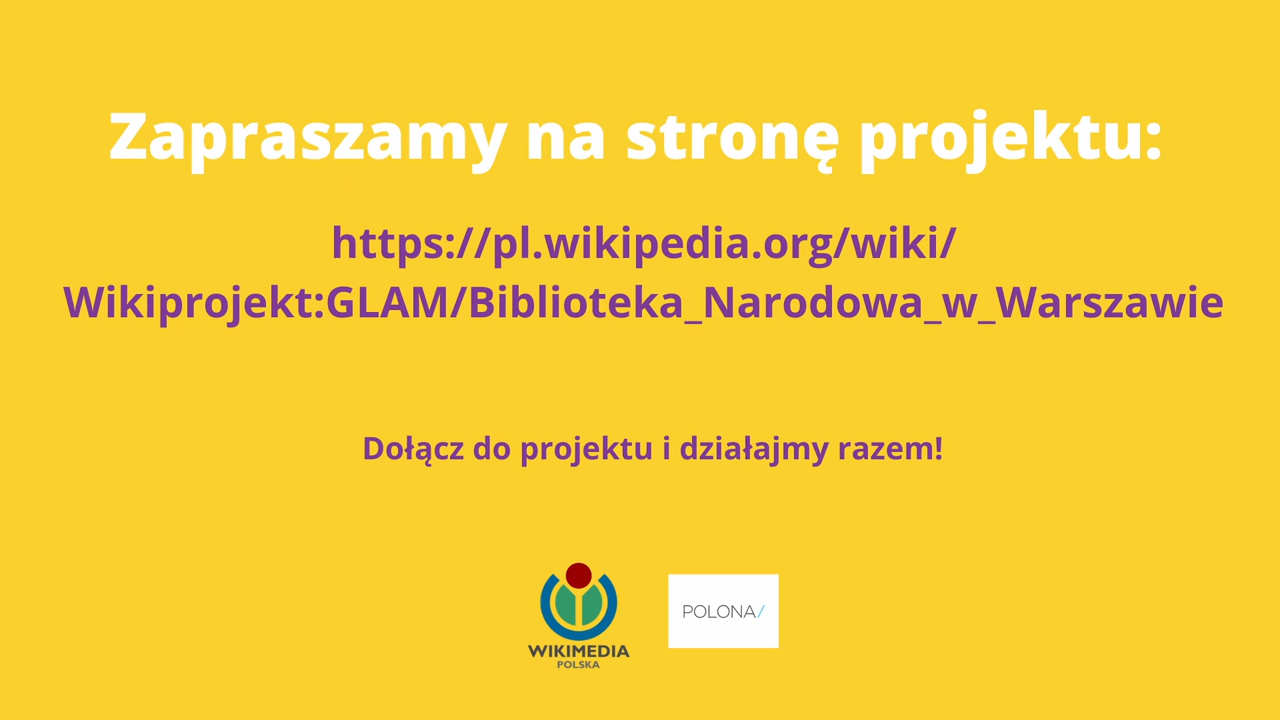 Zapraszamy na stronę projektu:
https://pl.wikipedia.org/wiki/
Wikiprojekt:GLAM/Biblioteka_Narodowa_w_Warszawie
Dołącz do projektu i działajmy razem!
WIKIMEDIA
POLSKA
POLONA/